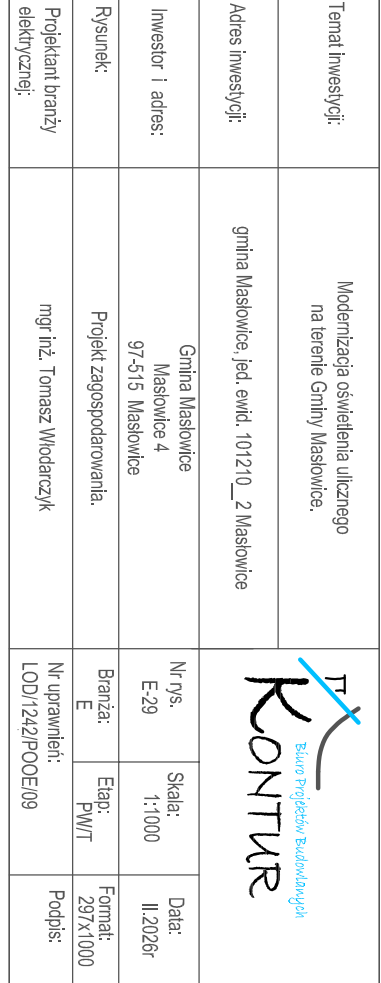 Temat inwestycji:
Modernizacja oświetlenia ulicznego
na terenie Gminy Masłowice.
Biuro Projektów Budowlanych
KONTUR
Adres inwestycji:
gmina Masłowice, jed. ewid. 101210__2 Masłowice
Inwestor i adres:
Gmina Masłowice
Masłowice 4
97-515 Masłowice
Nr rys.
E-29
Skala:
1:1000
Data:
II.2026r
Rysunek:
Projekt zagospodarowania.
Branża:
E
Etap:
PW/T
Format:
297x1000
Projektant branży
elektrycznej:
mgr inż. Tomasz Włodarczyk
Nr uprawnień:
LOD/1242/POOE/09
Podpis: